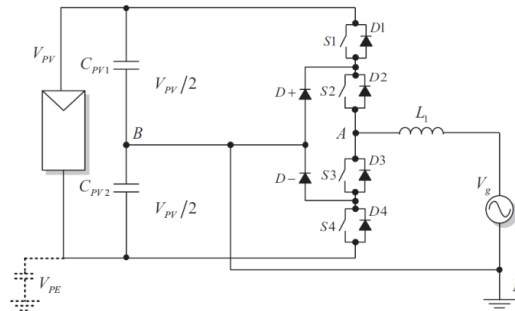 V_PV
C_PV1
V_PV/2
B
C_PV2
V_PV/2
V_PE
D+
D−
S1
D1
S2
D2
A
S3
D3
S4
D4
L_1
V_g